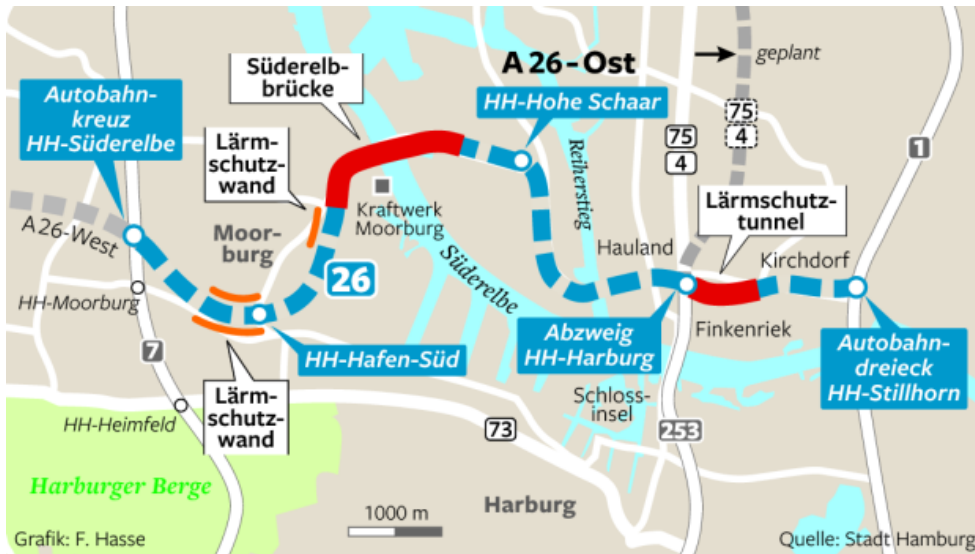 A 26 - Ost
geplant
Süderelb-
brücke
Autobahn-
kreuz
HH-Süderelbe
HH-Hohe Schaar
75
4
75
4
1
Lärm-
schutz-
wand
Reiherstieg
Kraftwerk
Moorburg
Lärmschutz-
tunnel
A 26-West
Moor-
burg
Hauland
Kirchdorf
26
Süderelbe
HH-Moorburg
7
HH-Hafen-Süd
Abzweig
HH-Harburg
Finkenriek
Autobahn-
dreieck
HH-Stillhorn
Lärm-
schutz-
wand
Schloss-
insel
HH-Heimfeld
73
253
Harburger Berge
1000 m
Harburg
Grafik: F. Hasse
Quelle: Stadt Hamburg